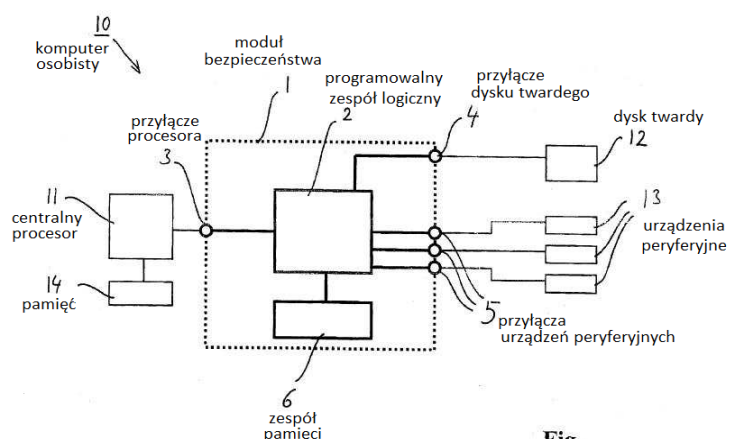 10
komputer
osobisty
moduł
bezpieczeństwa
1
programowalny
zespół logiczny
2
przyłącze
dysku twardego
4
dysk twardy
12
przyłącze
procesora
3
11
centralny
procesor
13
urządzenia
peryferyjne
14
pamięć
5 przyłącza
urządzeń peryferyjnych
6
zespół
pamięci
Fig